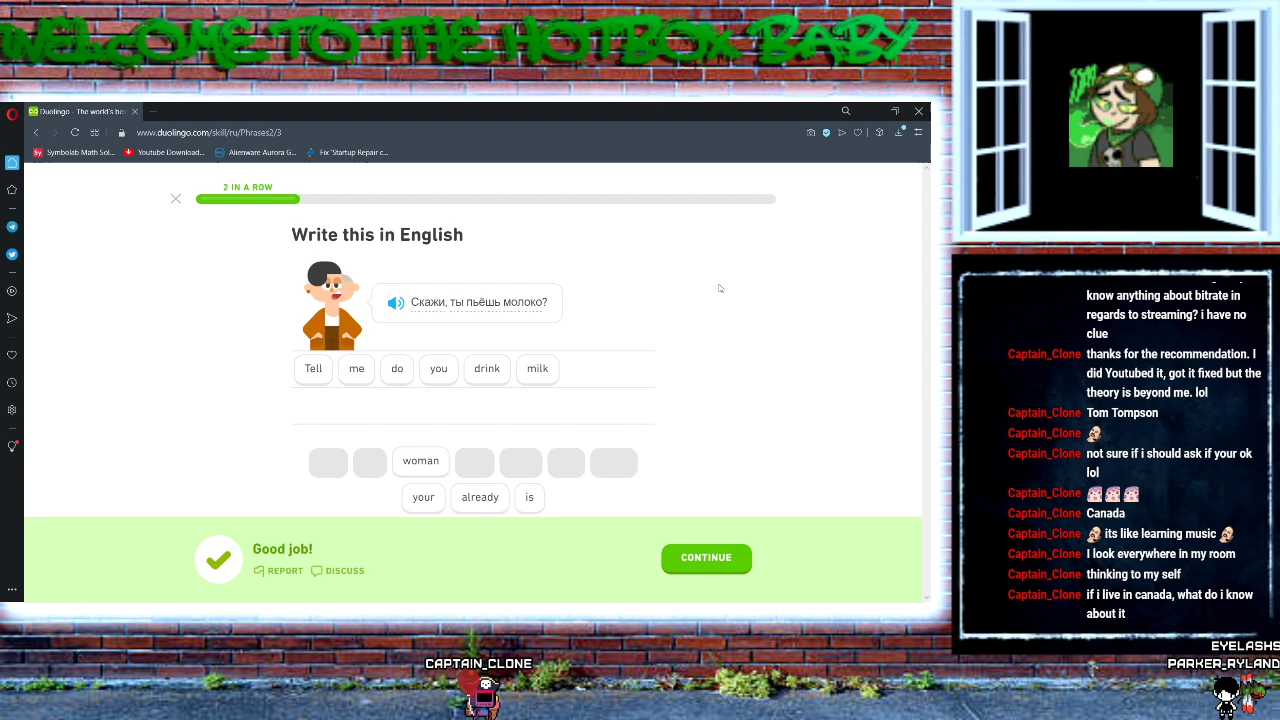 WELCOME TO THE HOTBOX BABY
Duolingo - The world's bes
www.duolingo.com/skill/ru/Phrases2/3
Sy Symbolab Math Sol... Youtube Download... Alienware Aurora G... Fix 'Startup Repair c...
2 IN A ROW
Write this in English
Скажи, ты пьёшь молоко?
Tell me do you drink milk
woman
your already is
Good job!
REPORT DISCUSS
CONTINUE
know anything about bitrate in
regards to streaming? i have no
clue
Captain_Clone thanks for the recommendation. I
did Youtubed it, got it fixed but the
theory is beyond me. lol
Captain_Clone Tom Tompson
Captain_Clone
Captain_Clone not sure if i should ask if your ok
lol
Captain_Clone
Captain_Clone Canada
Captain_Clone its like learning music
Captain_Clone I look everywhere in my room
Captain_Clone thinking to my self
Captain_Clone if i live in canada, what do i know
about it
EYELASHS
CAPTAIN_CLONE
PARKER_RYLAND